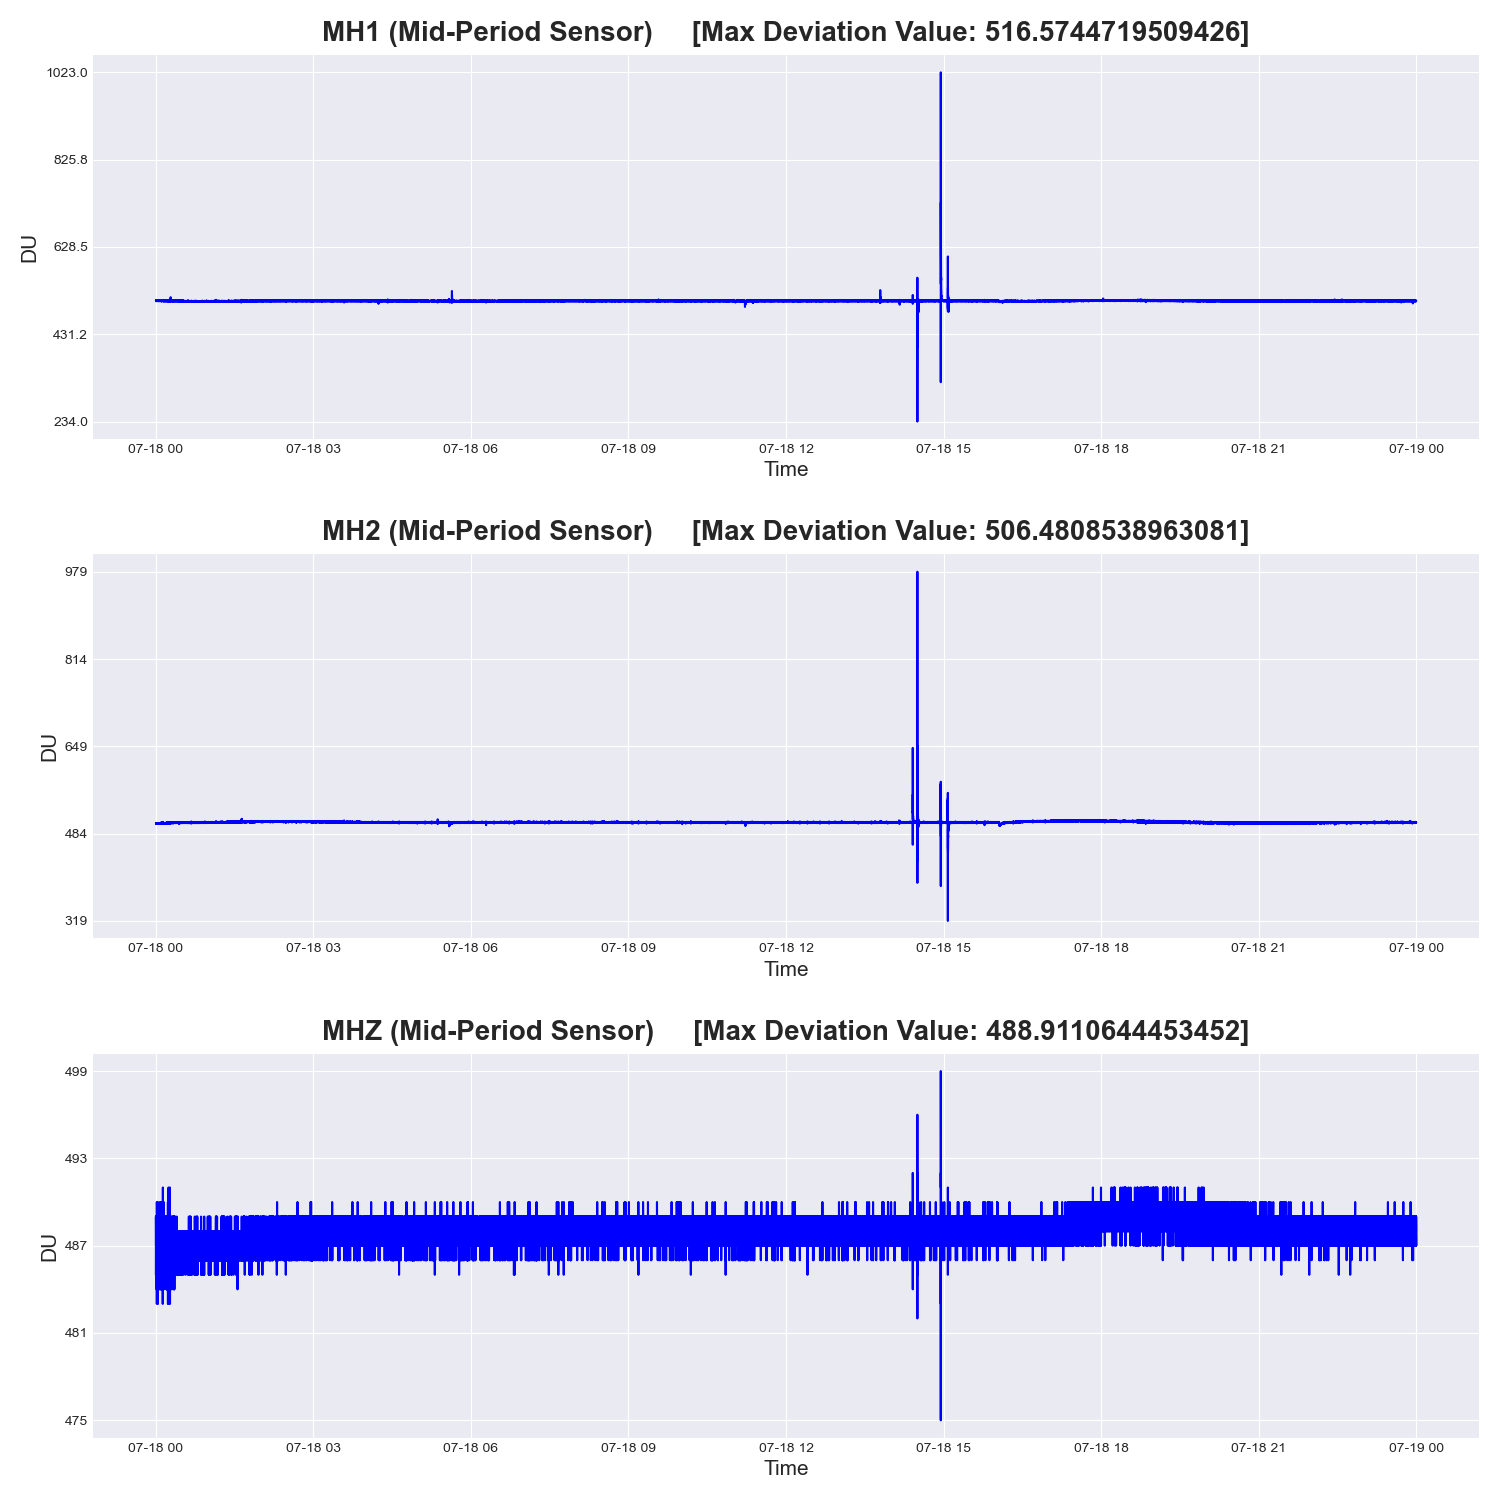 MH1 (Mid-Period Sensor) [Max Deviation Value: 516.5744719509426]
1023.0
825.8
628.5
431.2
234.0
DU
07-18 00 07-18 03 07-18 06 07-18 09 07-18 12 07-18 15 07-18 18 07-18 21 07-19 00
Time
MH2 (Mid-Period Sensor) [Max Deviation Value: 506.4808538963081]
979
814
649
484
319
DU
07-18 00 07-18 03 07-18 06 07-18 09 07-18 12 07-18 15 07-18 18 07-18 21 07-19 00
Time
MHZ (Mid-Period Sensor) [Max Deviation Value: 488.9110644453452]
499
493
487
481
475
DU
07-18 00 07-18 03 07-18 06 07-18 09 07-18 12 07-18 15 07-18 18 07-18 21 07-19 00
Time